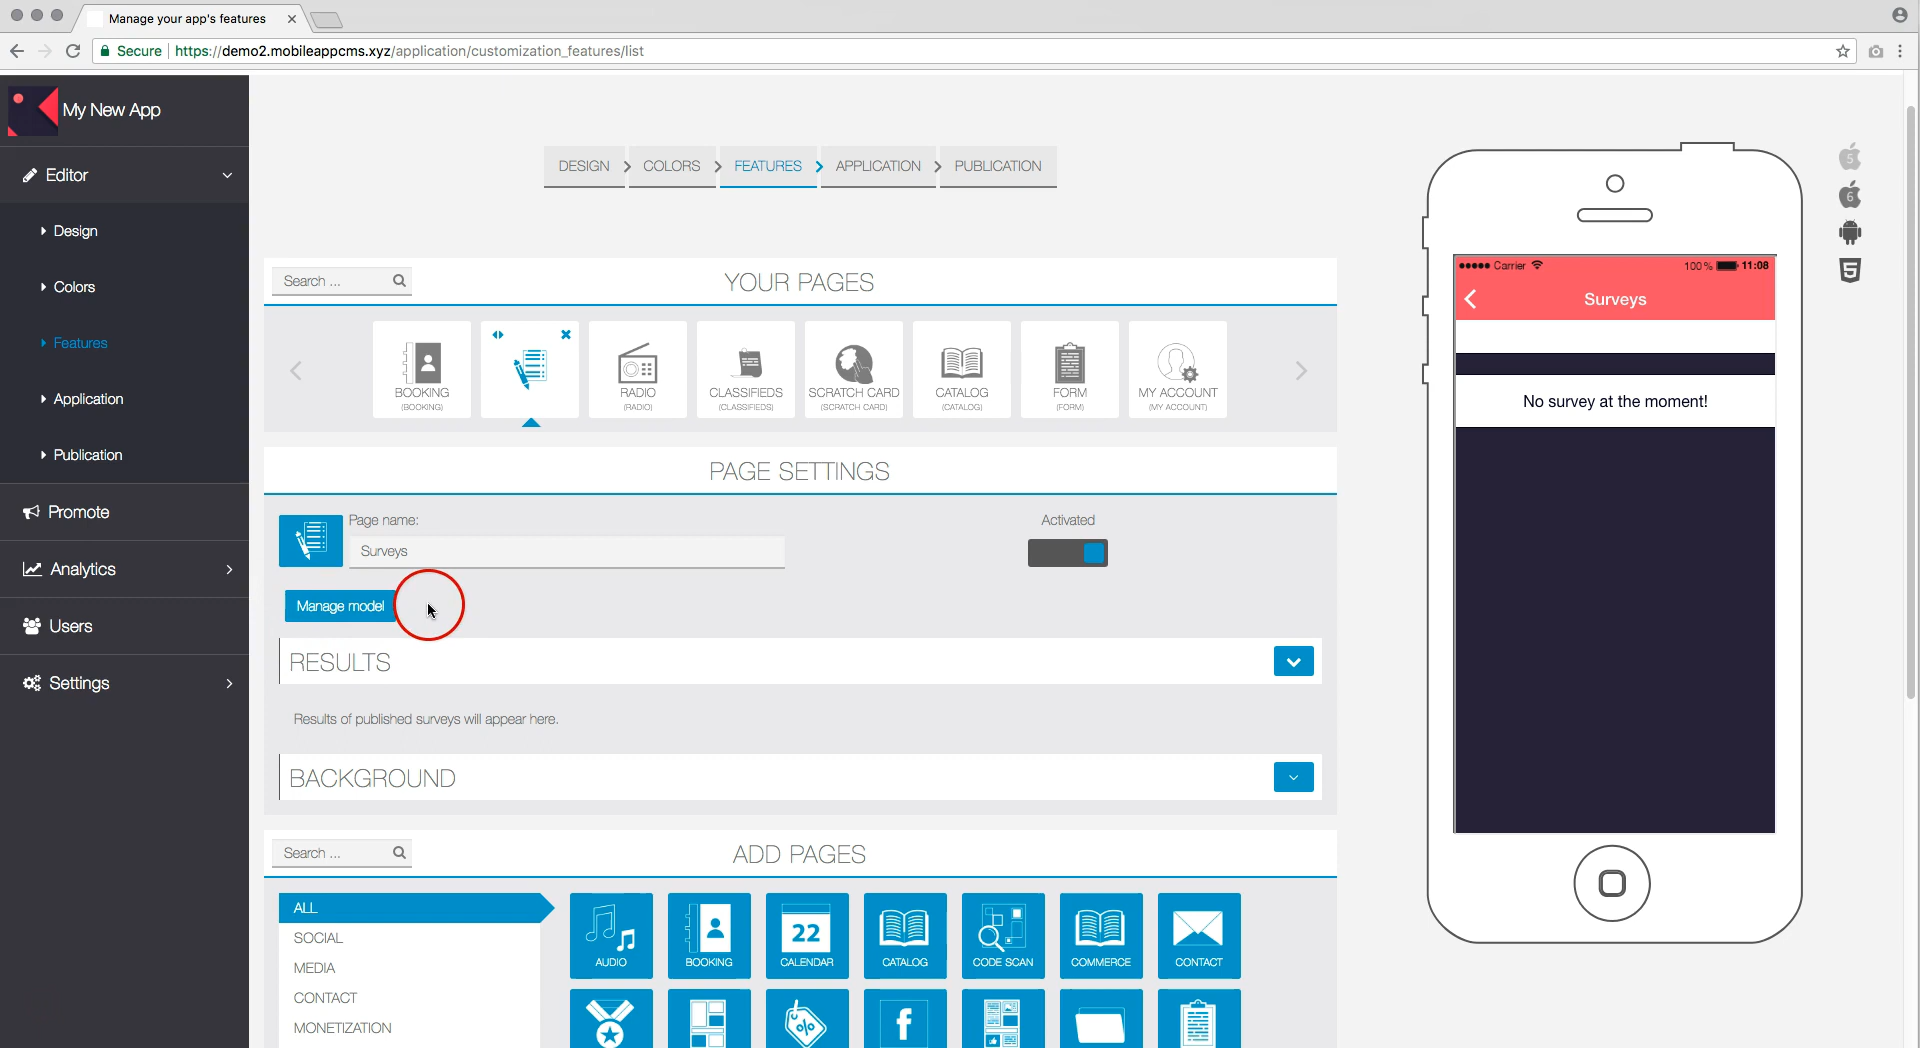 Manage your app's features
Secure https://demo2.mobileappcms.xyz/application/customization_features/list
My New App
Editor
Design
Colors
Features
Application
Publication
Promote
Analytics
Users
Settings
DESIGN
COLORS
FEATURES
APPLICATION
PUBLICATION
Search ...
YOUR PAGES
BOOKING
(BOOKING)
RADIO
(RADIO)
CLASSIFIEDS
(CLASSIFIEDS)
SCRATCH CARD
(SCRATCH CARD)
CATALOG
(CATALOG)
FORM
(FORM)
MY ACCOUNT
(MY ACCOUNT)
PAGE SETTINGS
Page name:
Surveys
Activated
Manage model
RESULTS
Results of published surveys will appear here.
BACKGROUND
Search ...
ADD PAGES
ALL
SOCIAL
MEDIA
CONTACT
MONETIZATION
AUDIO
BOOKING
22
CALENDAR
CATALOG
CODE SCAN
COMMERCE
CONTACT
%
f
Carrier
100 %
11:08
Surveys
No survey at the moment!
5
6
5